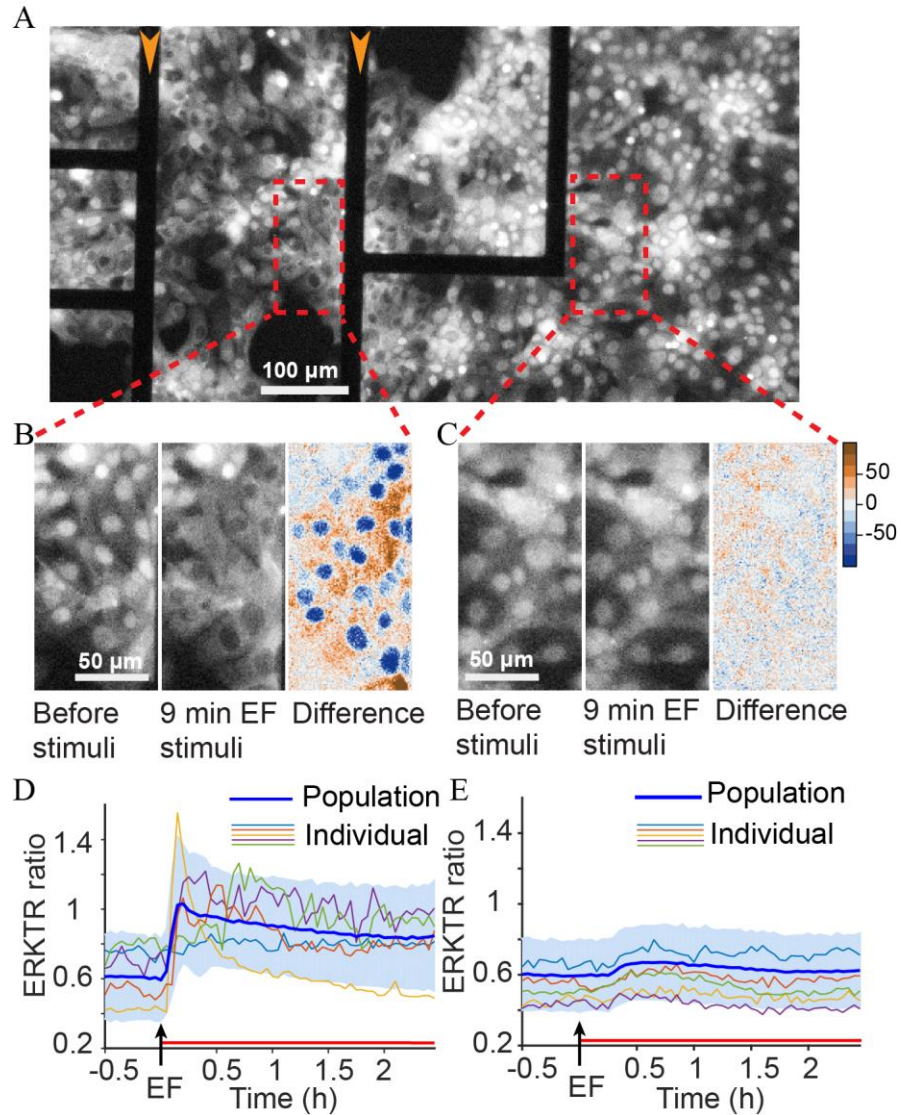 A
100 µm
B
C
50
0
-50
50 µm
50 µm
Before stimuli
9 min EF stimuli
Difference
Before stimuli
9 min EF stimuli
Difference
D
E
Population
Individual
Population
Individual
ERKTR ratio
1.4
1
0.6
0.2
-0.5
EF
0.5
1
1.5
2
Time (h)
ERKTR ratio
1.4
1
0.6
0.2
-0.5
EF
0.5
1
1.5
2
Time (h)